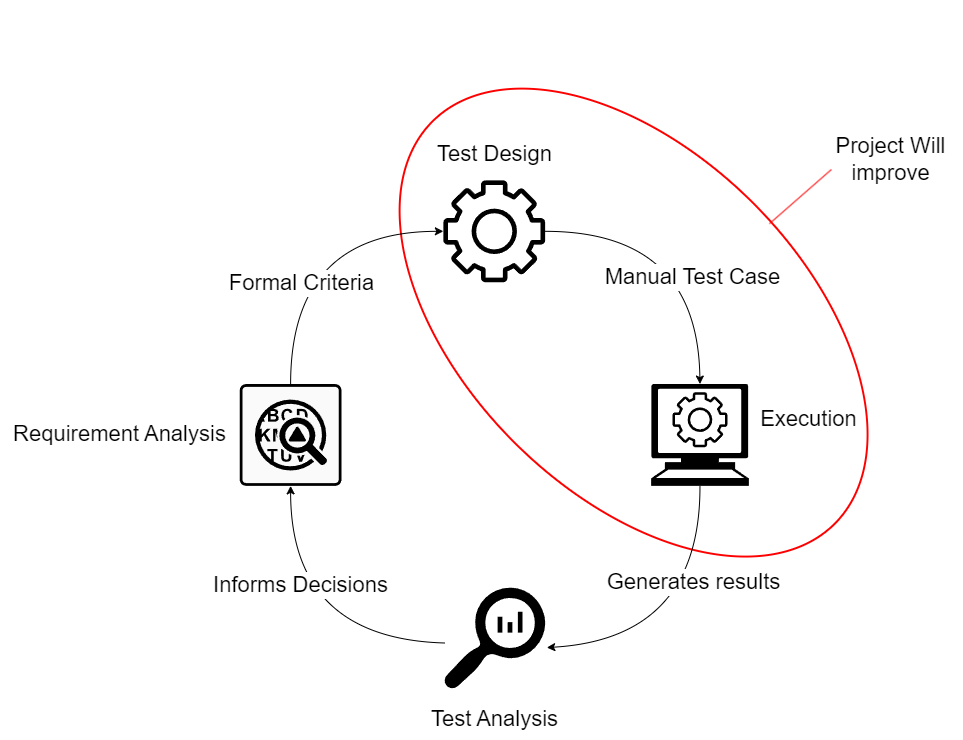 Project Will
improve
Test Design
Formal Criteria
Manual Test Case
Requirement Analysis
Execution
Informs Decisions
Generates results
Test Analysis